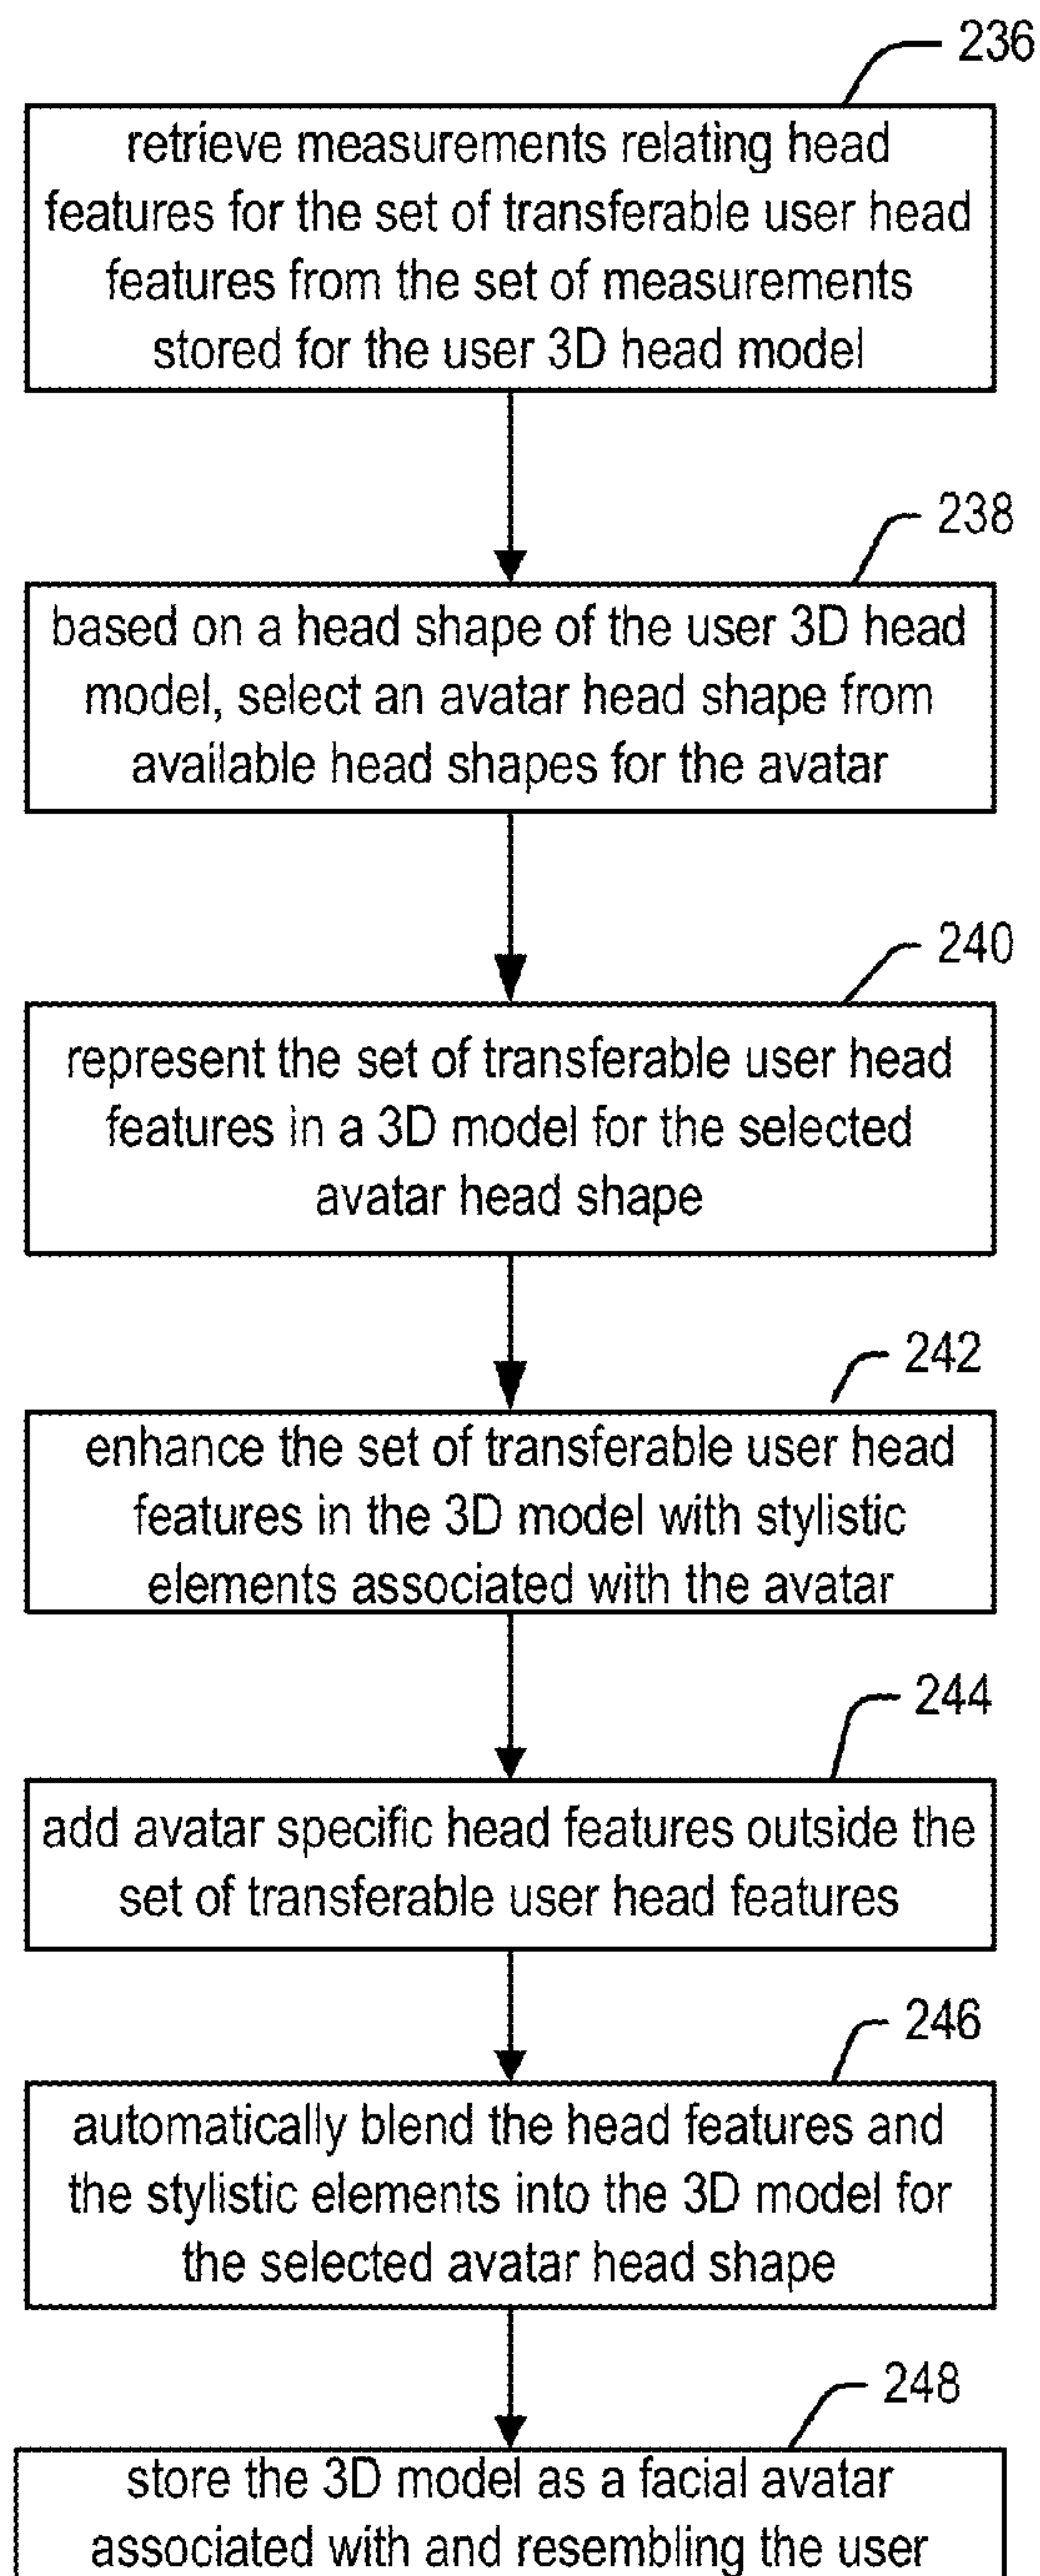 236
retrieve measurements relating head
features for the set of transferable user head
features from the set of measurements
stored for the user 3D head model
238
based on a head shape of the user 3D head
model, select an avatar head shape from
available head shapes for the avatar
240
represent the set of transferable user head
features in a 3D model for the selected
avatar head shape
242
enhance the set of transferable user head
features in the 3D model with stylistic
elements associated with the avatar
244
add avatar specific head features outside the
set of transferable user head features
246
automatically blend the head features and
the stylistic elements into the 3D model for
the selected avatar head shape
248
store the 3D model as a facial avatar
associated with and resembling the user